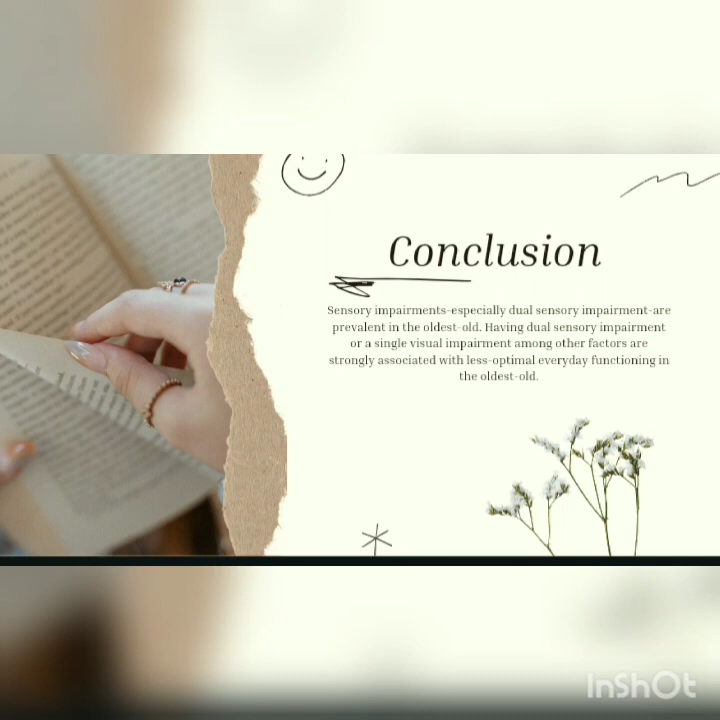 Conclusion
Sensory impairments-especially dual sensory impairment-are
prevalent in the oldest-old. Having dual sensory impairment
or a single visual impairment among other factors are
strongly associated with less-optimal everyday functioning in
the oldest-old.
InShOt